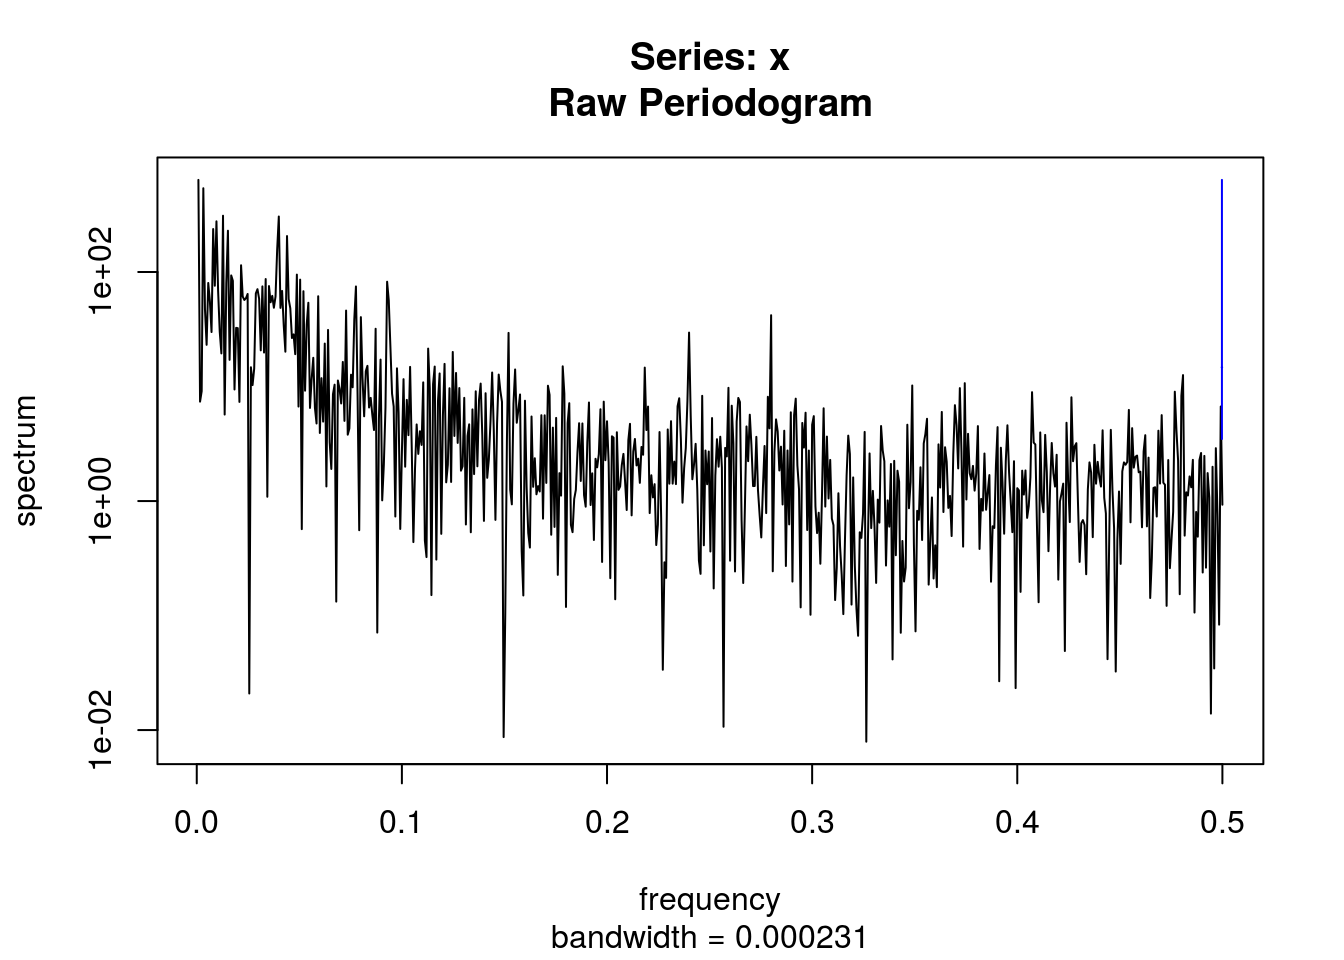 Series: x
Raw Periodogram
spectrum
1e+02
1e+00
1e-02
0.0 0.1 0.2 0.3 0.4 0.5
frequency
bandwidth = 0.000231